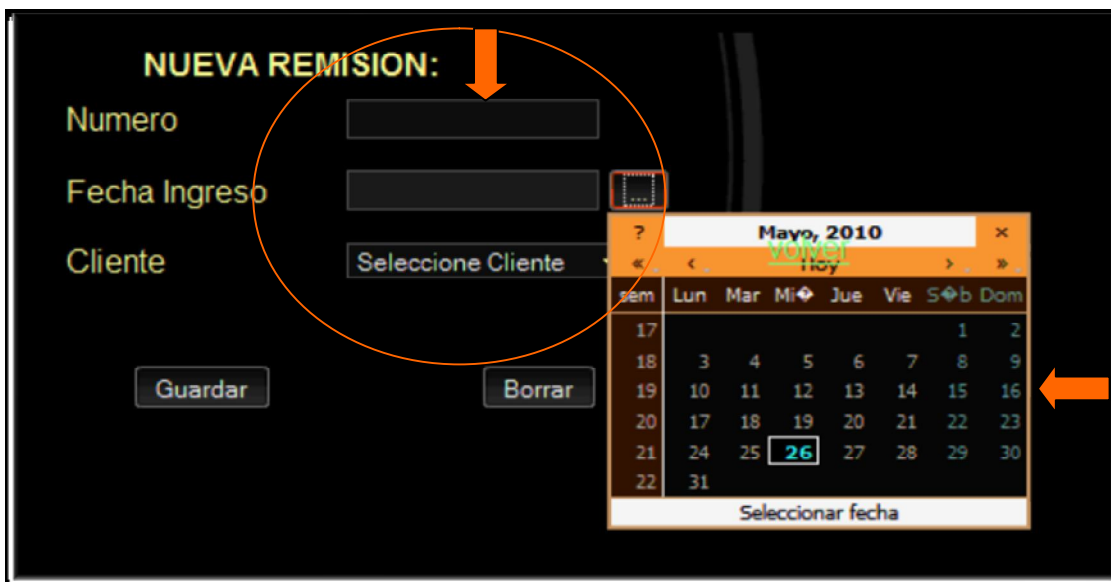 NUEVA REMISION:
Numero
Fecha Ingreso ...
Cliente Seleccione Cliente
Guardar Borrar
? Mayo, 2010 ×
« ‹ Hoy › »
volver
sem Lun Mar Mi� Jue Vie S�b Dom
17 1 2
18 3 4 5 6 7 8 9
19 10 11 12 13 14 15 16
20 17 18 19 20 21 22 23
21 24 25 26 27 28 29 30
22 31
Seleccionar fecha